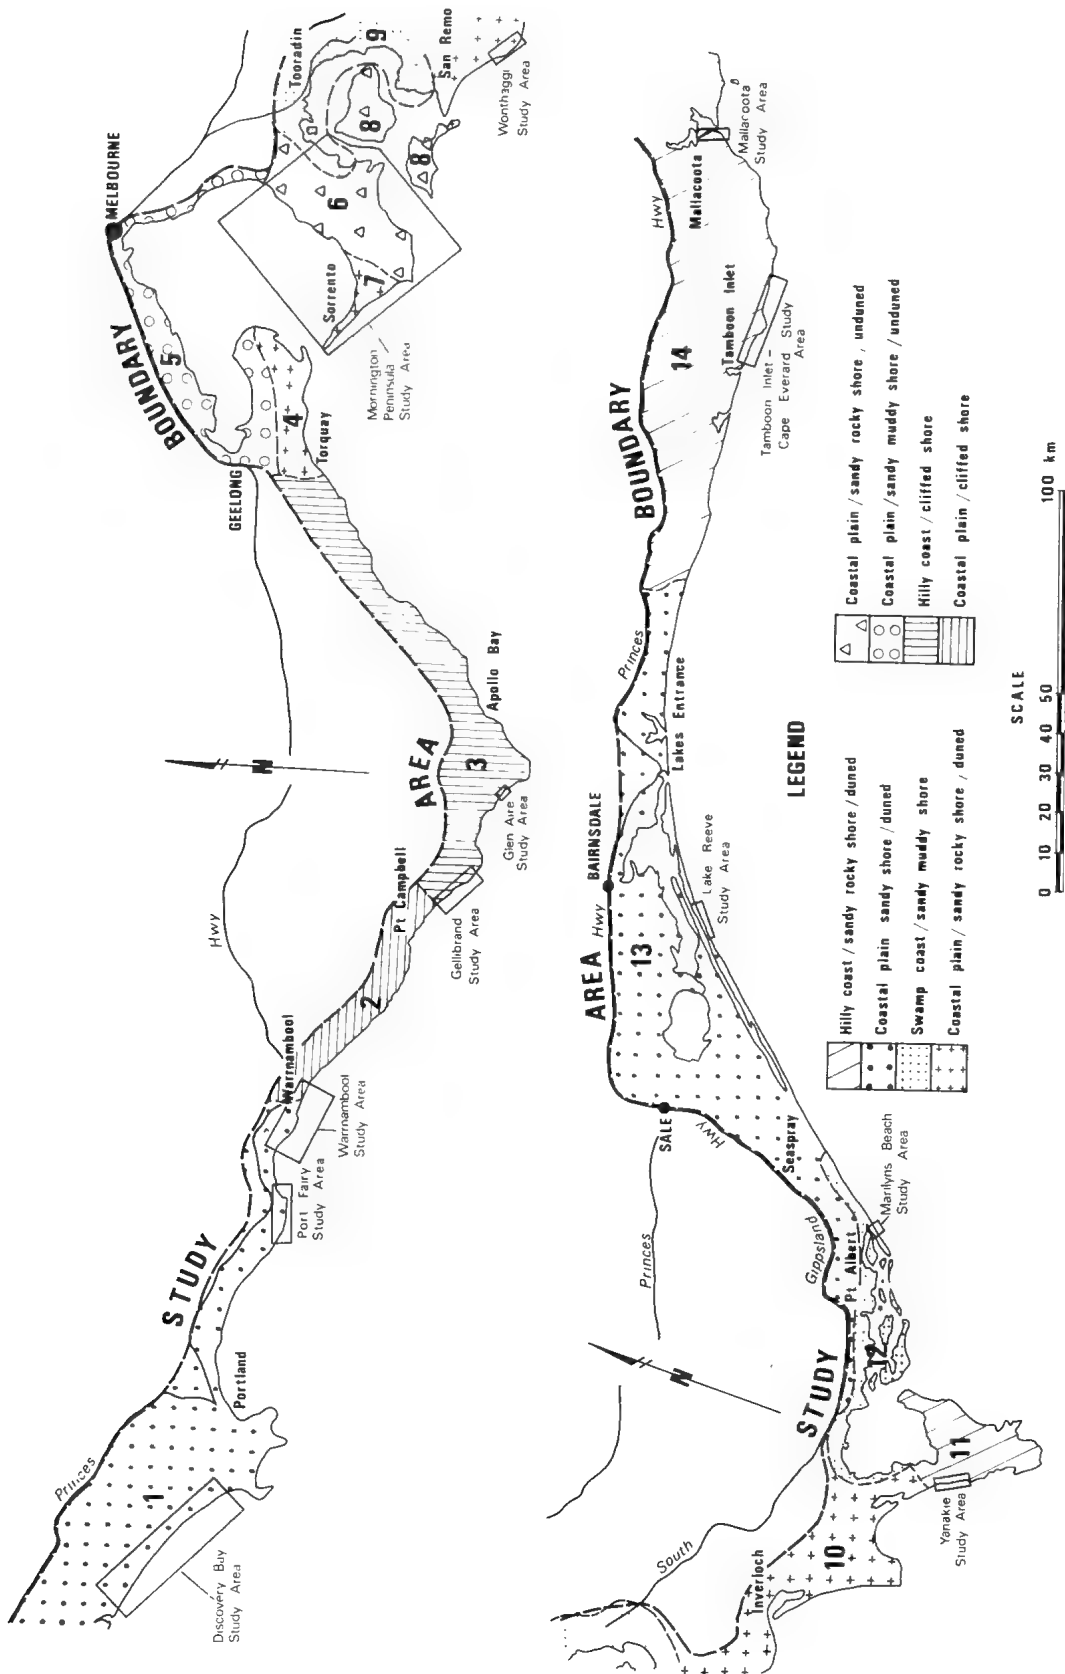 Princes
Hwy
STUDY
AREA
BOUNDARY
1
Discovery Bay
Study Area
Portland
Port Fairy
Study Area
Warrnambool
Warrnambool
Study Area
2
Pt Campbell
Gellibrand
Study Area
Glen Aire
Study Area
3
Apollo Bay
N
GEELONG
Torquay
4
5
MELBOURNE
Sorrento
7
6
Mornington
Peninsula
Study Area
Tooradin
8
8
9
San Remo
Wonthaggi
Study Area
South
Gippsland
Hwy
Princes
Hwy
Princes
Hwy
STUDY
AREA
BOUNDARY
Inverloch
10
Yanakie
Study Area
11
12
Pt Albert
Marilyns Beach
Study Area
Seaspray
SALE
13
BAIRNSDALE
Lake Reeve
Study Area
Lakes Entrance
14
Tamboon Inlet
Tamboon Inlet –
Cape Everard Study
Area
Mallacoota
Mallacoota
Study Area
N
LEGEND
Hilly coast / sandy rocky shore / duned
Coastal plain sandy shore / duned
Swamp coast / sandy muddy shore
Coastal plain / sandy rocky shore, duned
Coastal plain / sandy rocky shore, unduned
Coastal plain / sandy muddy shore / unduned
Hilly coast / cliffed shore
Coastal plain / cliffed shore
SCALE
0 10 20 30 40 50 100 km